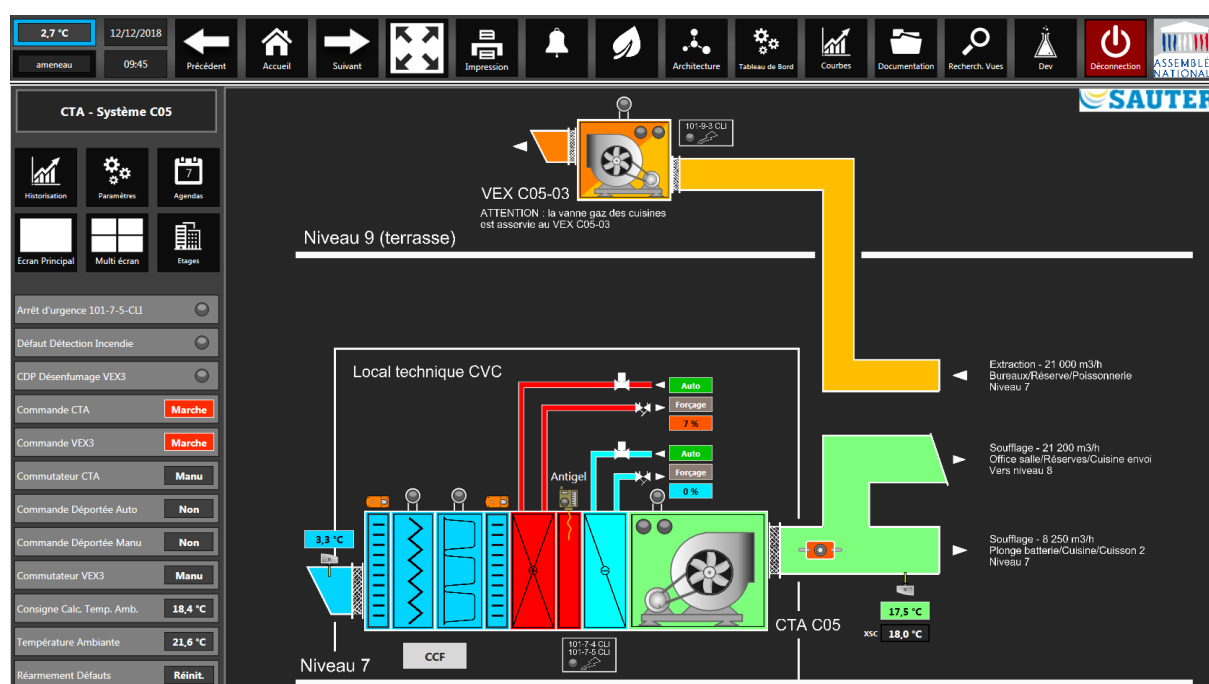 2,7 °C
12/12/2018
ameneau
09:45
Précédent
Accueil
Suivant
Impression
Architecture
Tableau de Bord
Courbes
Documentation
Recherch. Vues
Dev
Déconnection
ASSEMBLÉ
NATIONAL
CTA - Système C05
Historisation
Paramètres
7
Agendas
Ecran Principal
Multi écran
Etages
Arrêt d'urgence 101-7-5-CLI
Défaut Détection Incendie
CDP Désenfumage VEX3
Commande CTA
Marche
Commande VEX3
Marche
Commutateur CTA
Manu
Commande Déportée Auto
Non
Commande Déportée Manu
Non
Commutateur VEX3
Manu
Consigne Calc. Temp. Amb.
18,4 °C
Température Ambiante
21,6 °C
Réarmement Défauts
Réinit.
SAUTER
101-9-3 CLI
VEX C05-03
ATTENTION : la vanne gaz des cuisines
est asservie au VEX C05-03
Niveau 9 (terrasse)
Extraction - 21 000 m3/h
Bureaux/Réserve/Poissonnerie
Niveau 7
Local technique CVC
Auto
Forçage
7 %
Auto
Forçage
0 %
Antigel
Soufflage - 21 200 m3/h
Office salle/Réserves/Cuisine envoi
Vers niveau 8
3,3 °C
Soufflage - 8 250 m3/h
Plonge batterie/Cuisine/Cuisson 2
Niveau 7
17,5 °C
XSC
18,0 °C
CTA C05
101-7-4 CLI
101-7-5 CLI
CCF
Niveau 7